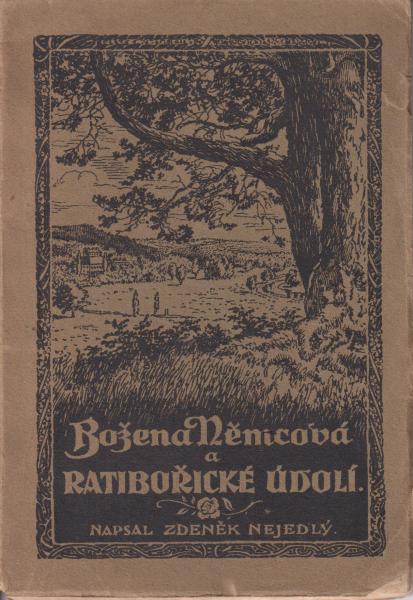 Božena Němcová
a
RATIBOŘICKÉ ÚDOLÍ.
NAPSAL ZDENĚK NEJEDLÝ.